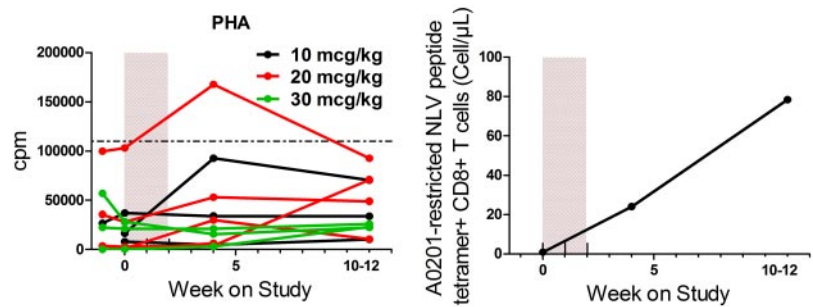 PHA
200000
150000
100000
50000
0
cpm
10 mcg/kg
20 mcg/kg
30 mcg/kg
0
5
10-12
Week on Study
A0201-restricted NLV peptide
tetramer+ CD8+ T cells (Cell/µL)
100
80
60
40
20
0
0
5
10-12
Week on Study